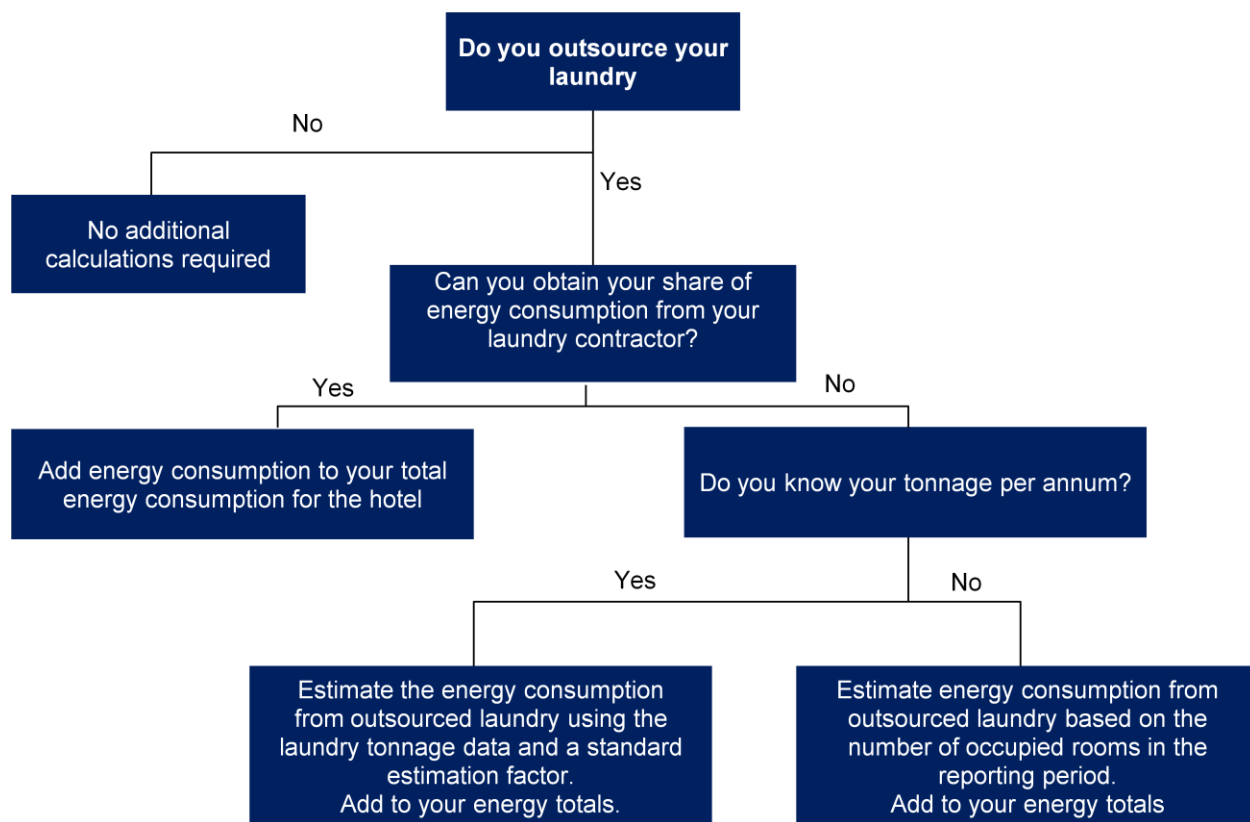 Do you outsource your
laundry
No
Yes
No additional
calculations required
Can you obtain your share of
energy consumption from your
laundry contractor?
Yes
No
Add energy consumption to your total
energy consumption for the hotel
Do you know your tonnage per annum?
Yes
No
Estimate the energy consumption
from outsourced laundry using the
laundry tonnage data and a standard
estimation factor.
Add to your energy totals.
Estimate energy consumption from
outsourced laundry based on the
number of occupied rooms in the
reporting period.
Add to your energy totals